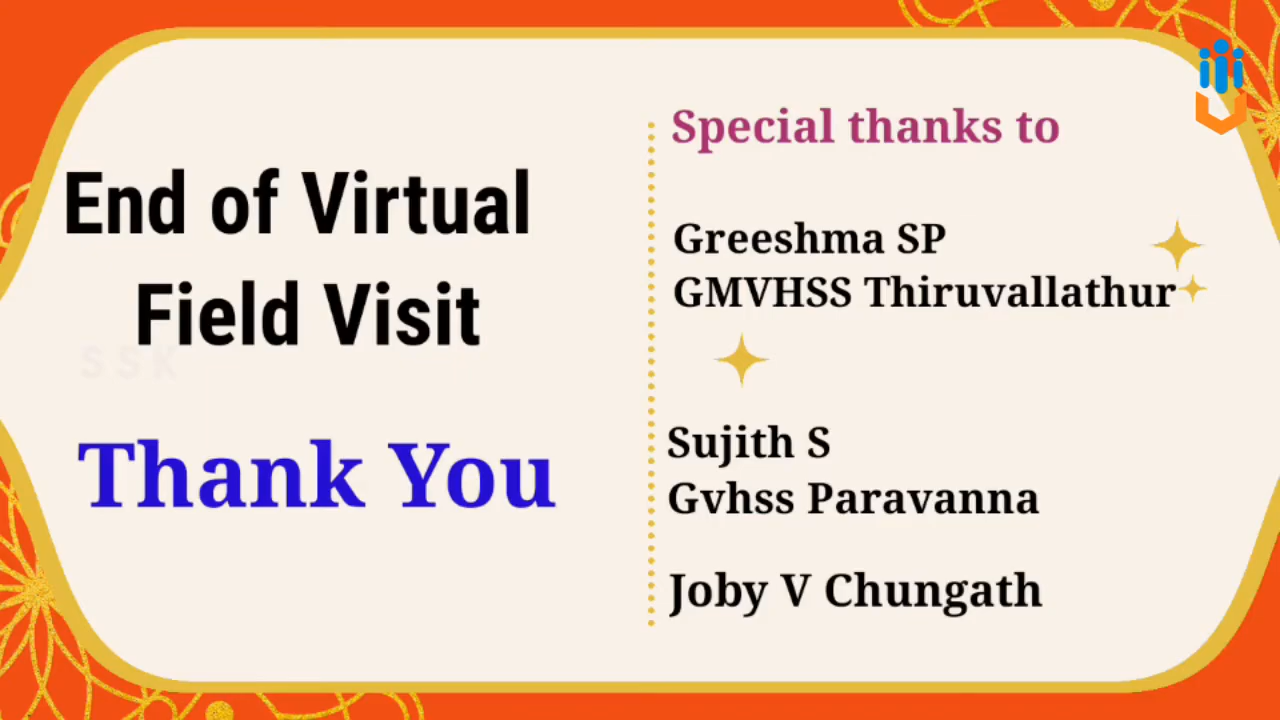 End of Virtual
Field Visit
SSK
Thank You
Special thanks to
Greeshma SP
GMVHSS Thiruvallathur
Sujith S
Gvhss Paravanna
Joby V Chungath